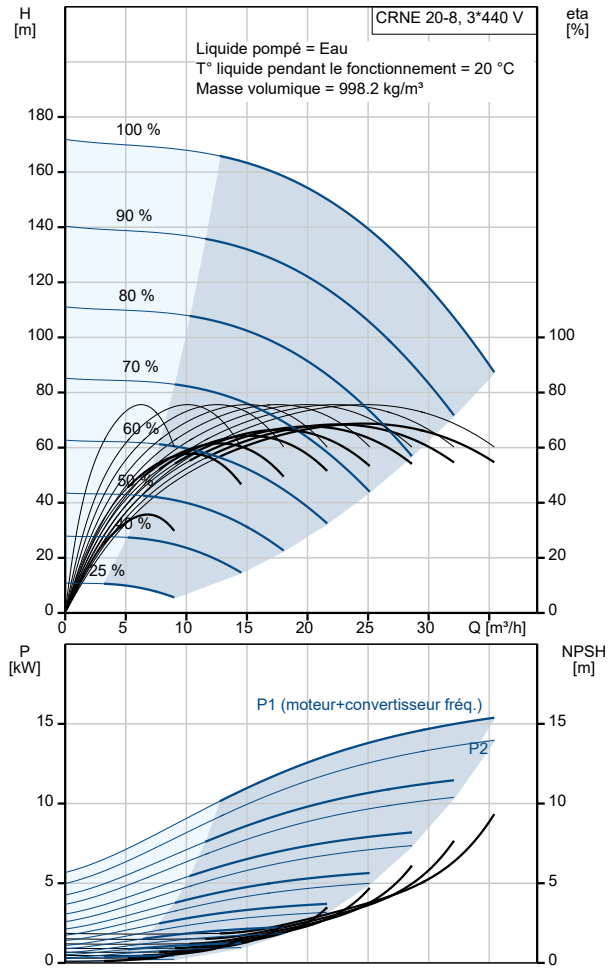 H
[m]
CRNE 20-8, 3*440 V
eta
[%]
Liquide pompé = Eau
T° liquide pendant le fonctionnement = 20 °C
Masse volumique = 998.2 kg/m³
180
160
140
120
100
80
60
40
20
0
100 %
90 %
80 %
70 %
60 %
50 %
40 %
25 %
100
80
60
40
20
0
0
5
10
15
20
25
30
Q [m³/h]
P
[kW]
NPSH
[m]
P1 (moteur+convertisseur fréq.)
P2
15
10
5
0
15
10
5
0